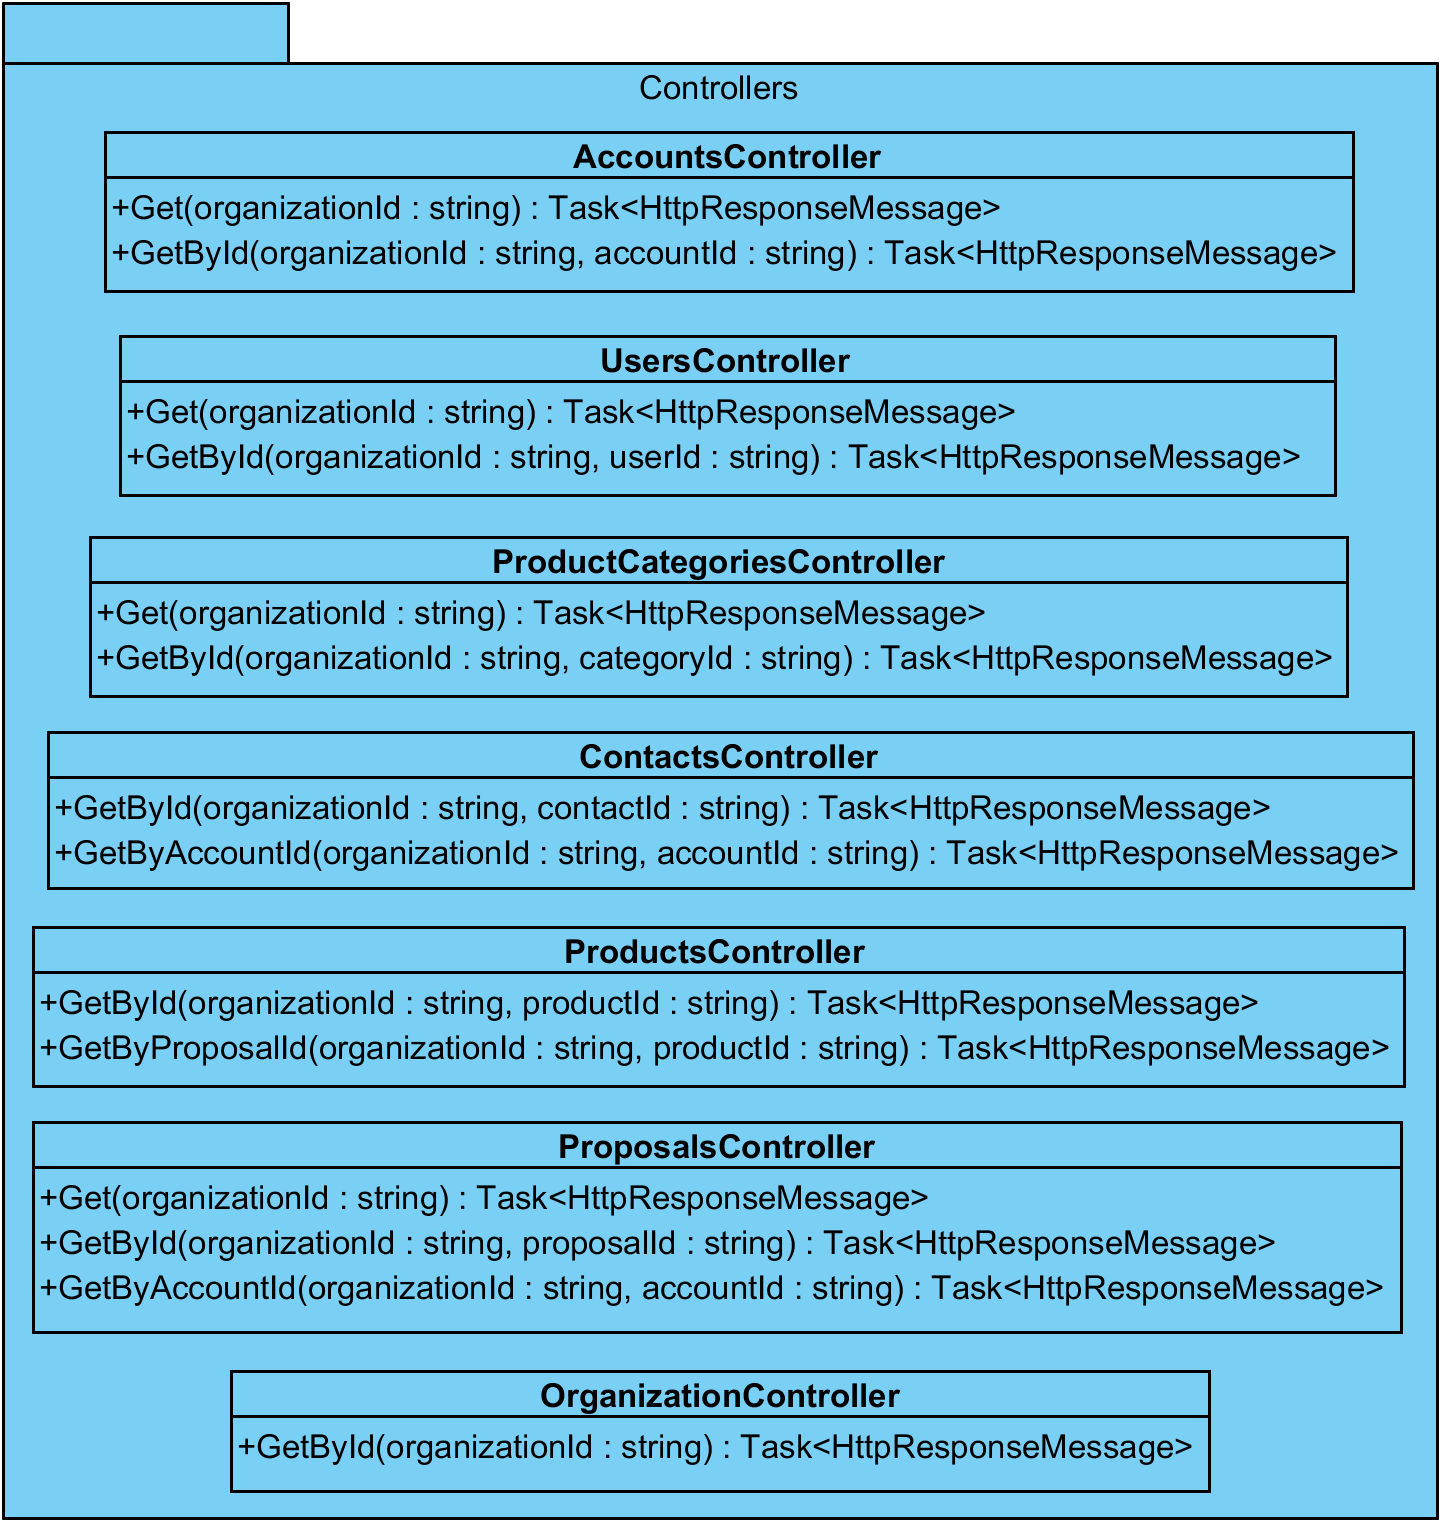 Controllers
AccountsController
+Get(organizationId : string) : Task<HttpResponseMessage>
+GetById(organizationId : string, accountId : string) : Task<HttpResponseMessage>
UsersController
+Get(organizationId : string) : Task<HttpResponseMessage>
+GetById(organizationId : string, userId : string) : Task<HttpResponseMessage>
ProductCategoriesController
+Get(organizationId : string) : Task<HttpResponseMessage>
+GetById(organizationId : string, categoryId : string) : Task<HttpResponseMessage>
ContactsController
+GetById(organizationId : string, contactId : string) : Task<HttpResponseMessage>
+GetByAccountId(organizationId : string, accountId : string) : Task<HttpResponseMessage>
ProductsController
+GetById(organizationId : string, productId : string) : Task<HttpResponseMessage>
+GetByProposalId(organizationId : string, productId : string) : Task<HttpResponseMessage>
ProposalsController
+Get(organizationId : string) : Task<HttpResponseMessage>
+GetById(organizationId : string, proposalId : string) : Task<HttpResponseMessage>
+GetByAccountId(organizationId : string, accountId : string) : Task<HttpResponseMessage>
OrganizationController
+GetById(organizationId : string) : Task<HttpResponseMessage>